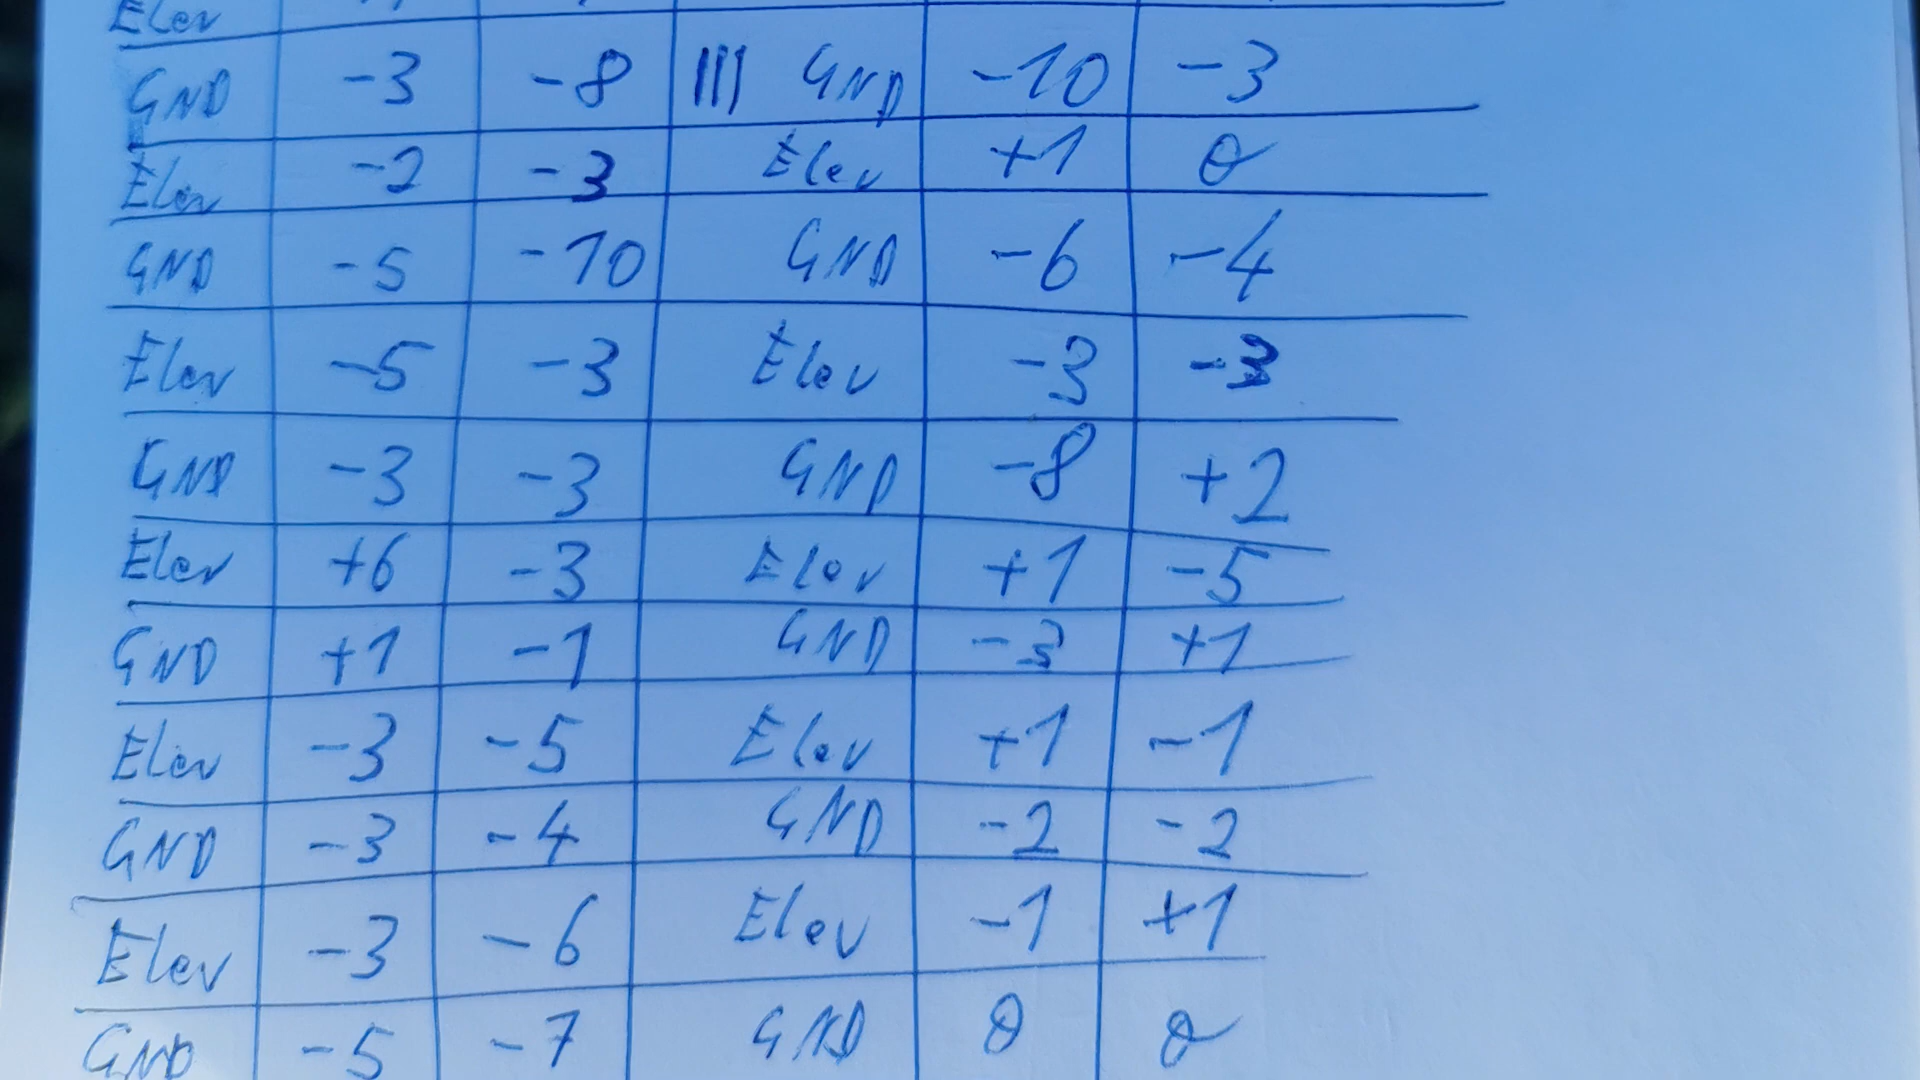 Elev
GND -3 -8 ||| GND -10 -3
Elev -2 -3 Elev +1 0
GND -5 -10 GND -6 -4
Elev -5 -3 Elev -3 -3
GND -3 -3 GND -8 +2
Elev +6 -3 Elev +1 -5
GND +1 -1 GND -3 +1
Elev -3 -5 Elev +1 -1
GND -3 -4 GND -2 -2
Elev -3 -6 Elev -1 +1
GND -5 -7 GND 0 0